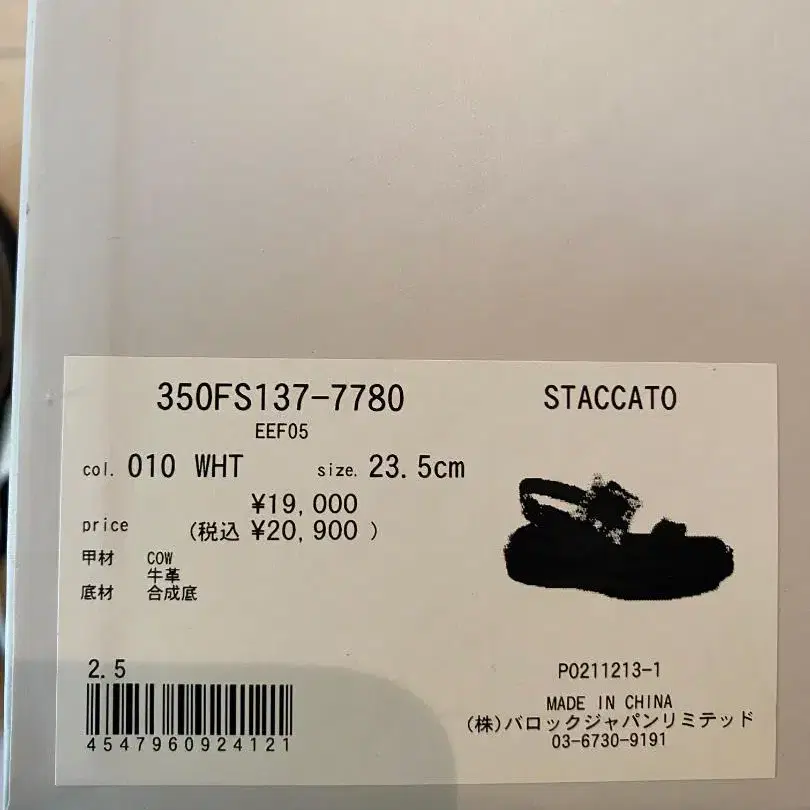 350FS137-7780
STACCATO
EEF05
col. 010 WHT size. 23.5cm
¥19,000
price (税込 ¥20,900 )
甲材 COW
牛革
底材 合成底
2.5
4547960924121
PO211213-1
MADE IN CHINA
(株)バロックジャパンリミテッド
03-6730-9191